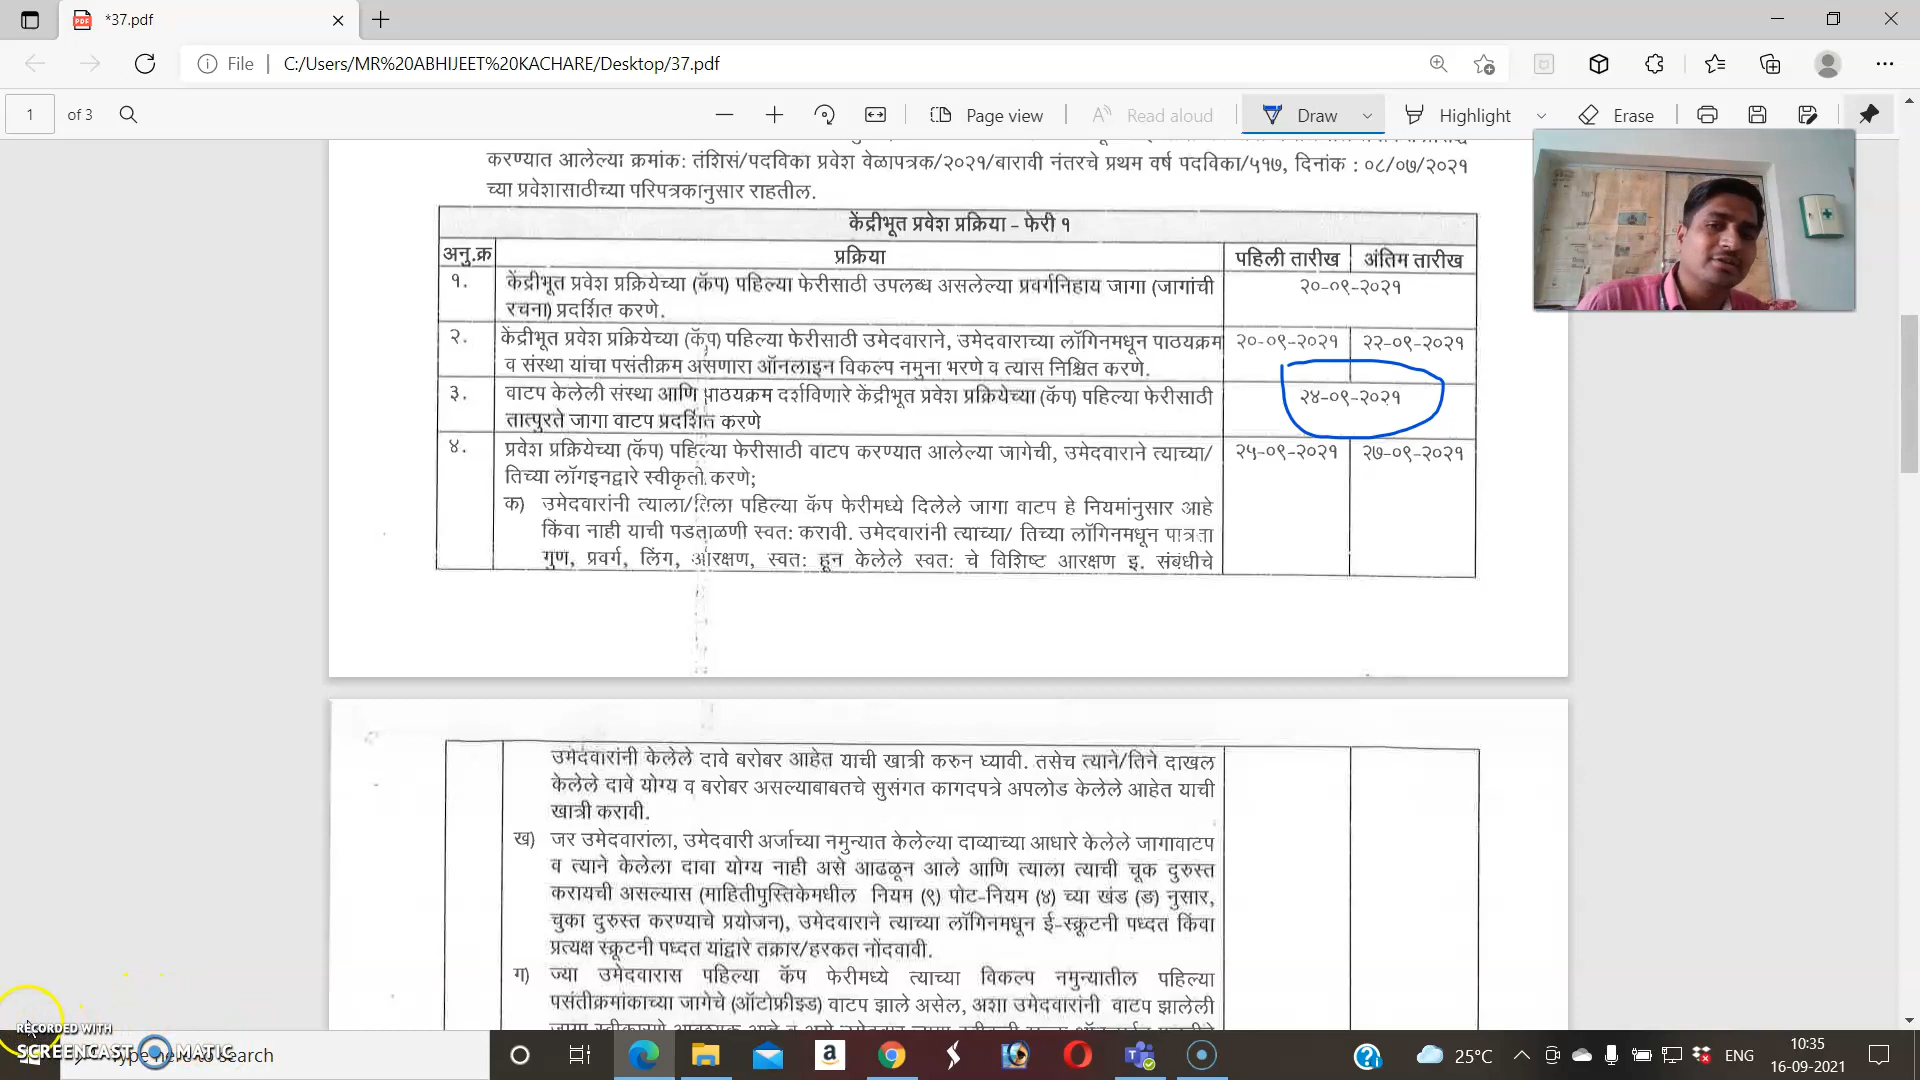 *37.pdf
File
C:/Users/MR%20ABHIJEET%20KACHARE/Desktop/37.pdf
1 of 3
Page view
Read aloud
Draw
Highlight
Erase
करण्यात आलेल्या क्रमांक: तंशिसं/पदविका प्रवेश वेळापत्रक/२०२१/बारावी नंतरचे प्रथम वर्ष पदविका/५१७, दिनांक : ०८/०७/२०२१
च्या प्रवेशासाठीच्या परिपत्रकानुसार राहतील.
केंद्रीभूत प्रवेश प्रक्रिया – फेरी १
अनु.क्र प्रक्रिया पहिली तारीख अंतिम तारीख
१. केंद्रीभूत प्रवेश प्रक्रियेच्या (कॅप) पहिल्या फेरीसाठी उपलब्ध असलेल्या प्रवर्गनिहाय जागा (जागांची २०-०९-२०२१
रचना) प्रदर्शित करणे.
२. केंद्रीभूत प्रवेश प्रक्रियेच्या (कॅप) पहिल्या फेरीसाठी उमेदवाराने, उमेदवाराच्या लॉगिनमधून पाठयक्रम २०-०९-२०२१ २२-०९-२०२१
व संस्था यांचा पसंतीक्रम असणारा ऑनलाइन विकल्प नमुना भरणे व त्यास निश्चित करणे.
३. वाटप केलेली संस्था आणि पाठयक्रम दर्शविणारे केंद्रीभूत प्रवेश प्रक्रियेच्या (कॅप) पहिल्या फेरीसाठी २४-०९-२०२१
तात्पुरते जागा वाटप प्रदर्शित करणे
४. प्रवेश प्रक्रियेच्या (कॅप) पहिल्या फेरीसाठी वाटप करण्यात आलेल्या जागेची, उमेदवाराने त्याच्या/ २५-०९-२०२१ २७-०९-२०२१
तिच्या लॉगइनद्वारे स्वीकृती करणे;
क) उमेदवारांनी त्याला/तिला पहिल्या कॅप फेरीमध्ये दिलेले जागा वाटप हे नियमांनुसार आहे
किंवा नाही याची पडताळणी स्वत: करावी. उमेदवारांनी त्याच्या/ तिच्या लॉगिनमधून पात्रता
गुण, प्रवर्ग, लिंग, आरक्षण, स्वत: हून केलेले स्वत: चे विशिष्ट आरक्षण इ. संबंधीचे
उमेदवारांनी केलेले दावे बरोबर आहेत याची खात्री करुन घ्यावी. तसेच त्याने/तिने दाखल
केलेले दावे योग्य व बरोबर असल्याबाबतचे सुसंगत कागदपत्रे अपलोड केलेले आहेत याची
खात्री करावी.
ख) जर उमेदवारांला, उमेदवारी अर्जाच्या नमुन्यात केलेल्या दाव्याच्या आधारे केलेले जागावाटप
व त्याने केलेला दावा योग्य नाही असे आढळून आले आणि त्याला त्याची चूक दुरुस्त
करायची असल्यास (माहितीपुस्तिकेमधील नियम (९) पोट-नियम (४) च्या खंड (ङ) नुसार,
चुका दुरुस्त करण्याचे प्रयोजन), उमेदवाराने त्याच्या लॉगिनमधून ई-स्क्रूटनी पध्दत किंवा
प्रत्यक्ष स्क्रूटनी पध्दत यांद्वारे तक्रार/हरकत नोंदवावी.
ग) ज्या उमेदवारास पहिल्या कॅप फेरीमध्ये त्याच्या विकल्प नमुन्यातील पहिल्या
पसंतीक्रमांकाच्या जागेचे (ऑटोफ्रीझ्ड) वाटप झाले असेल, अशा उमेदवारांनी वाटप झालेली
RECORDED WITH
SCREENCAST MATIC
Type here to search
25°C
ENG
10:35
16-09-2021